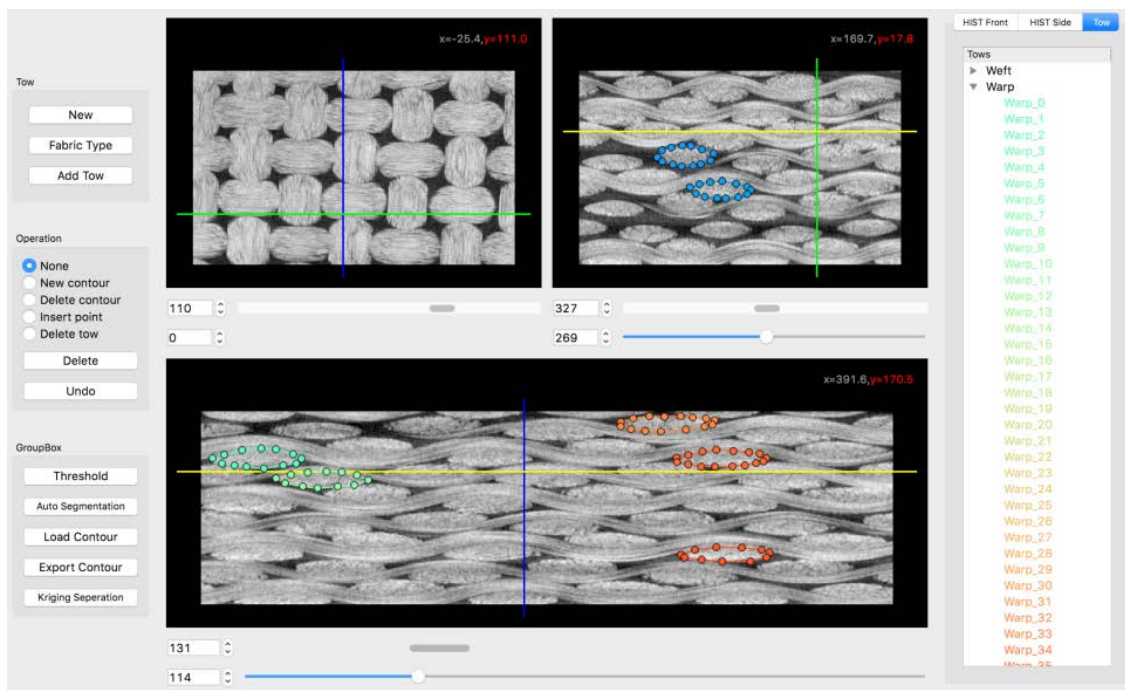 Tow
New
Fabric Type
Add Tow
Operation
None
New contour
Delete contour
Insert point
Delete tow
Delete
Undo
GroupBox
Threshold
Auto Segmentation
Load Contour
Export Contour
Kriging Seperation
x=-25.4,y=111.0
110
0
x=169.7,y=17.8
327
269
x=391.6,y=170.5
131
114
HIST Front HIST Side Tow
Tows
Weft
Warp
Warp_0
Warp_1
Warp_2
Warp_3
Warp_4
Warp_5
Warp_6
Warp_7
Warp_8
Warp_9
Warp_10
Warp_11
Warp_12
Warp_13
Warp_14
Warp_15
Warp_16
Warp_17
Warp_18
Warp_19
Warp_20
Warp_21
Warp_22
Warp_23
Warp_24
Warp_25
Warp_26
Warp_27
Warp_28
Warp_29
Warp_30
Warp_31
Warp_32
Warp_33
Warp_34
Warp_35